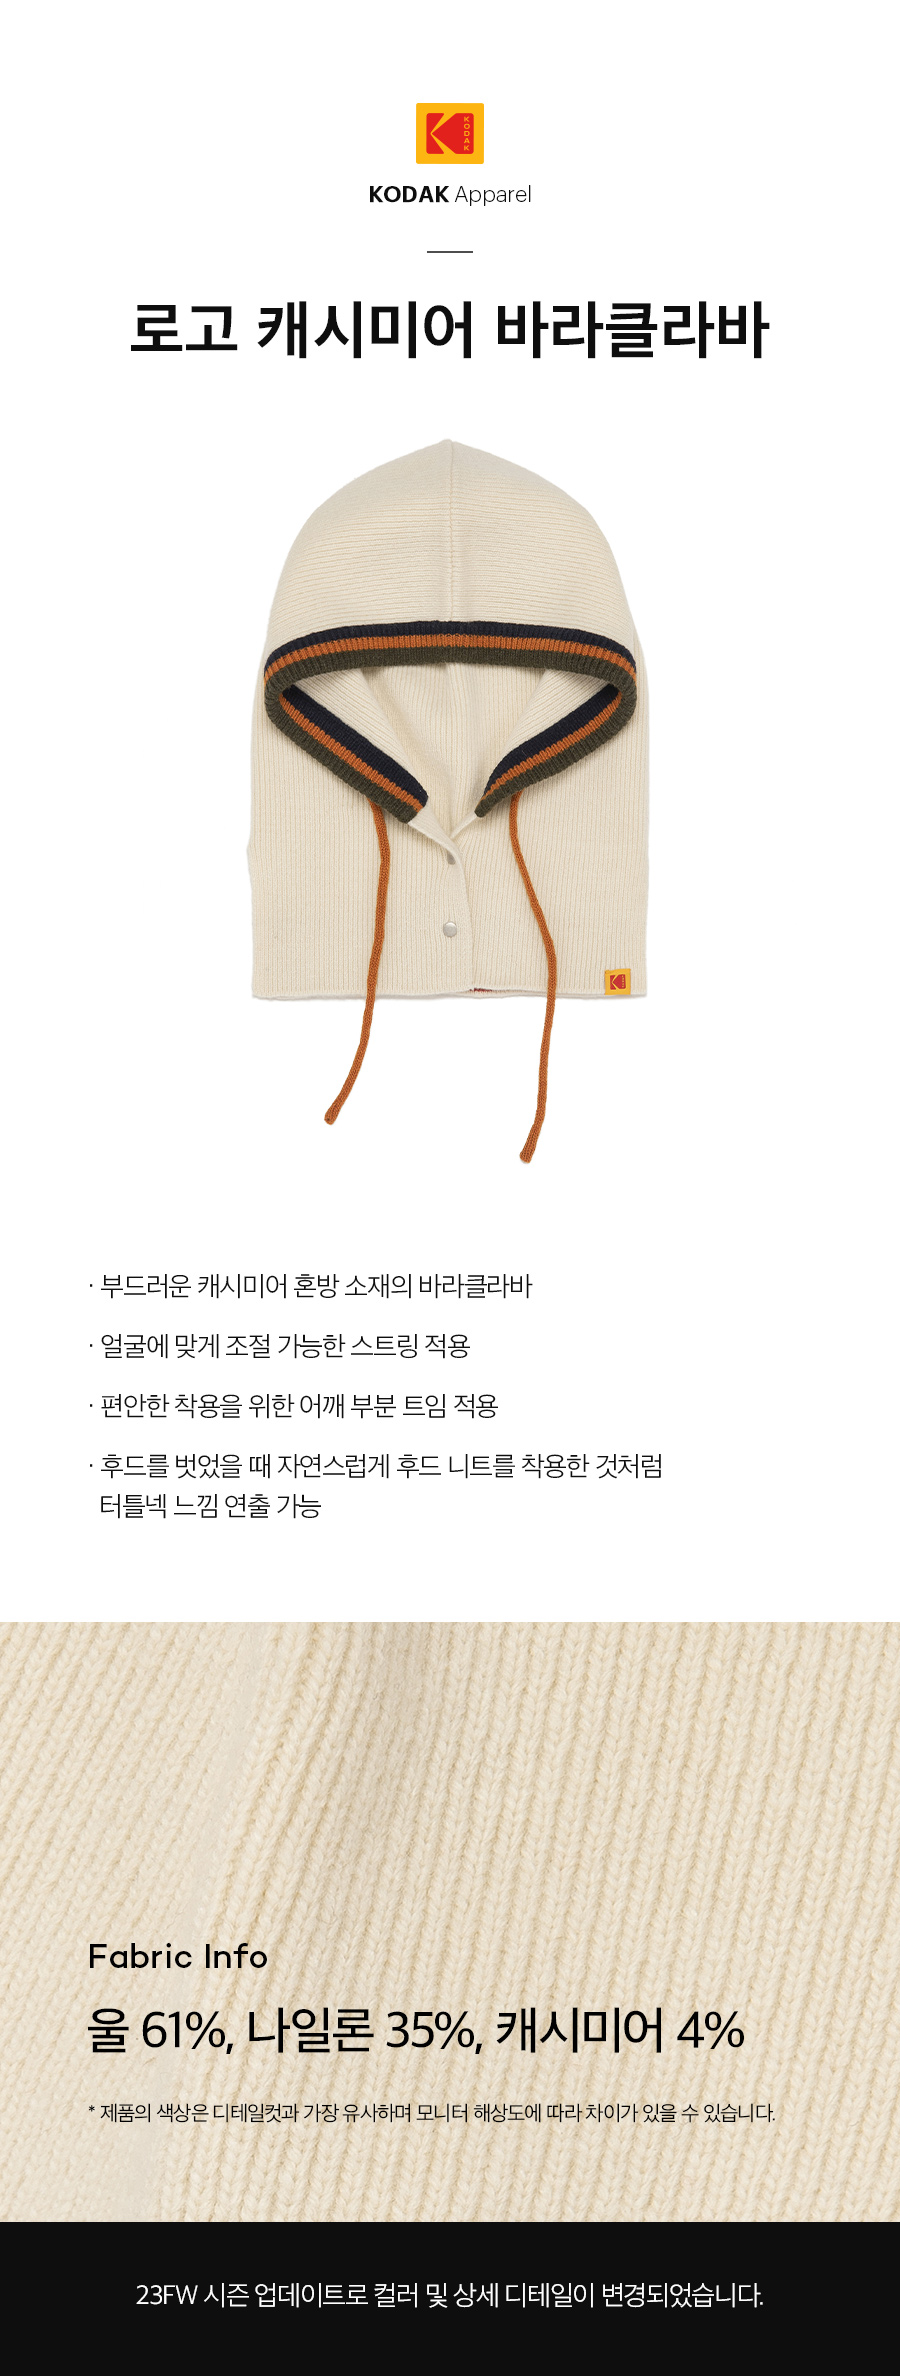 KODAK
KODAK Apparel
로고 캐시미어 바라클라바
· 부드러운 캐시미어 혼방 소재의 바라클라바
· 얼굴에 맞게 조절 가능한 스트링 적용
· 편안한 착용을 위한 어깨 부분 트임 적용
· 후드를 벗었을 때 자연스럽게 후드 니트를 착용한 것처럼
터틀넥 느낌 연출 가능
Fabric Info
울 61%, 나일론 35%, 캐시미어 4%
* 제품의 색상은 디테일컷과 가장 유사하며 모니터 해상도에 따라 차이가 있을 수 있습니다.
23FW 시즌 업데이트로 컬러 및 상세 디테일이 변경되었습니다.